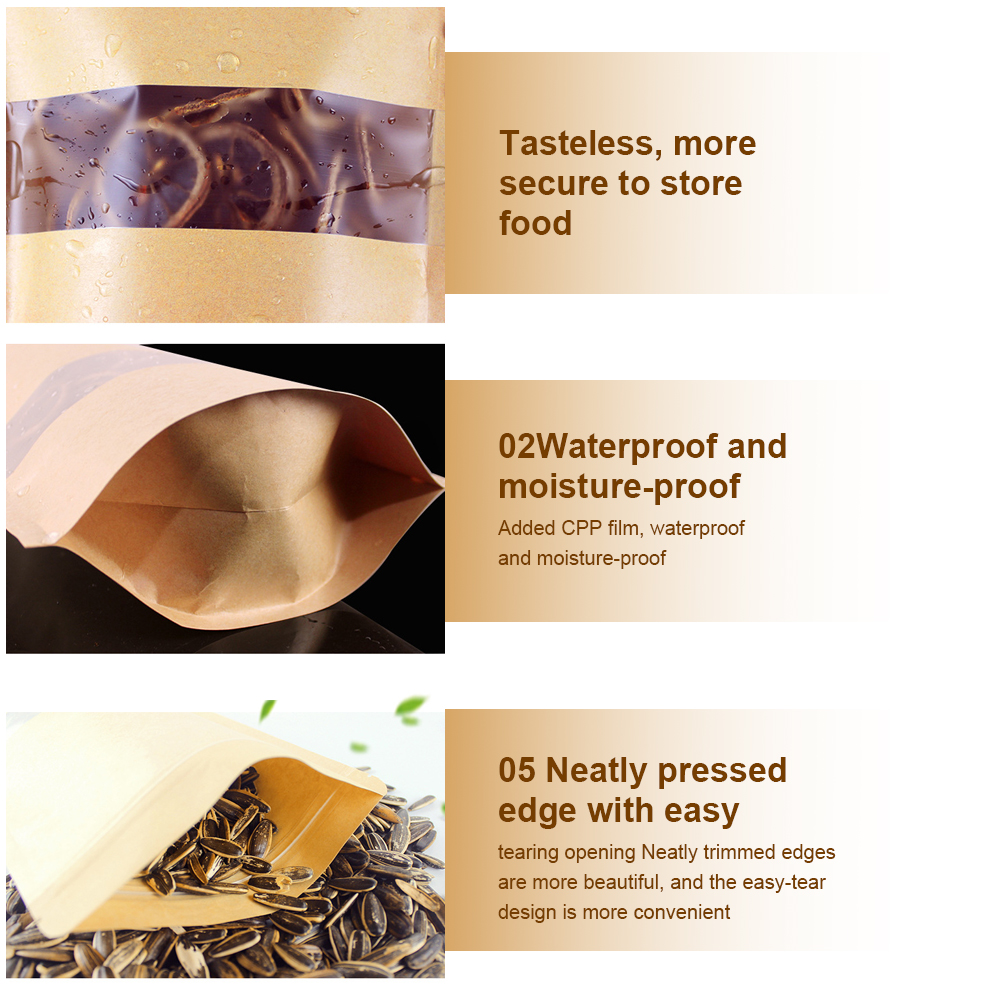 Tasteless, more
secure to store
food
02Waterproof and
moisture-proof
Added CPP film, waterproof
and moisture-proof
05 Neatly pressed
edge with easy
tearing opening Neatly trimmed edges
are more beautiful, and the easy-tear
design is more convenient